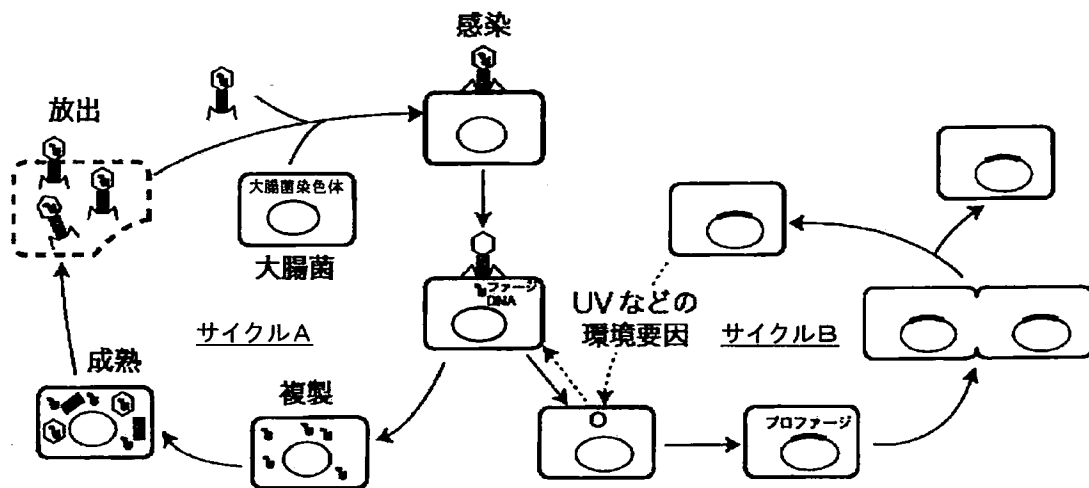 感染
放出
大腸菌染色体
大腸菌
ファージ
DNA
UVなどの
環境要因
サイクルA
サイクルB
成熟
複製
プロファージ